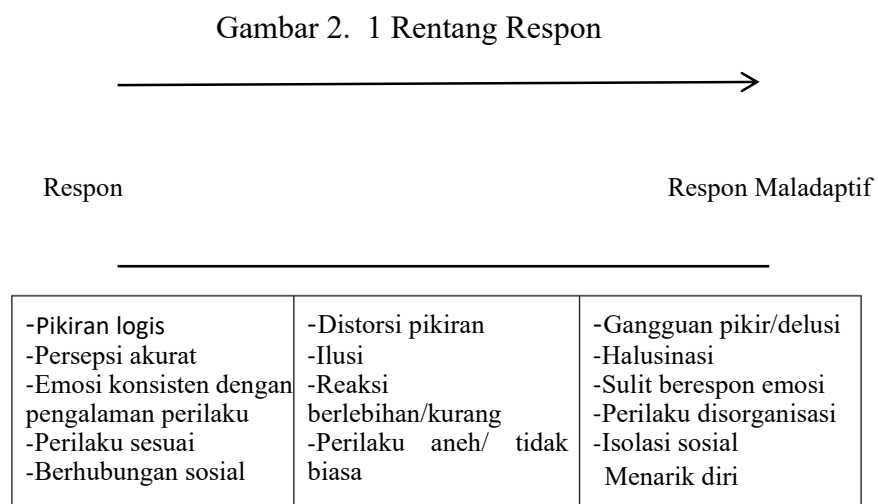 Gambar 2. 1 Rentang Respon
Respon
Respon Maladaptif
-Pikiran logis
-Persepsi akurat
-Emosi konsisten dengan
pengalaman perilaku
-Perilaku sesuai
-Berhubungan sosial
-Distorsi pikiran
-Ilusi
-Reaksi
berlebihan/kurang
-Perilaku aneh/ tidak
biasa
-Gangguan pikir/delusi
-Halusinasi
-Sulit berespon emosi
-Perilaku disorganisasi
-Isolasi sosial
Menarik diri